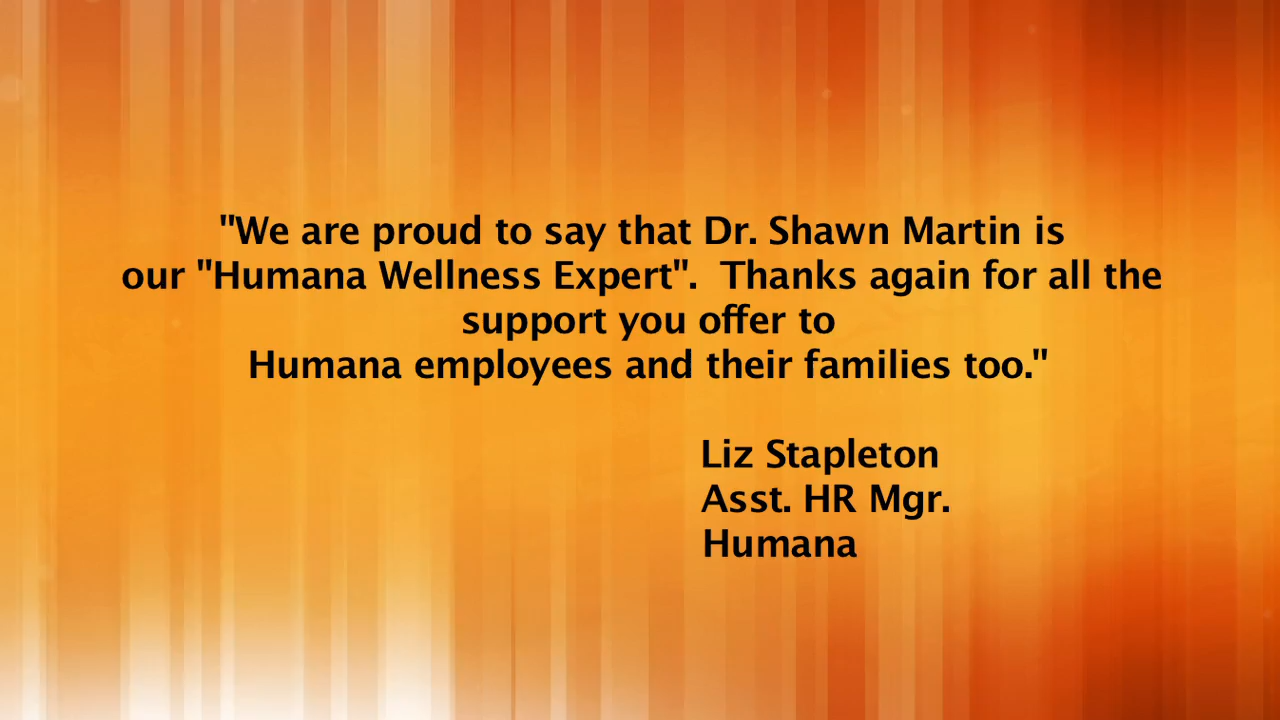 "We are proud to say that Dr. Shawn Martin is
our "Humana Wellness Expert".  Thanks again for all the
support you offer to
Humana employees and their families too."
Liz Stapleton
Asst. HR Mgr.
Humana